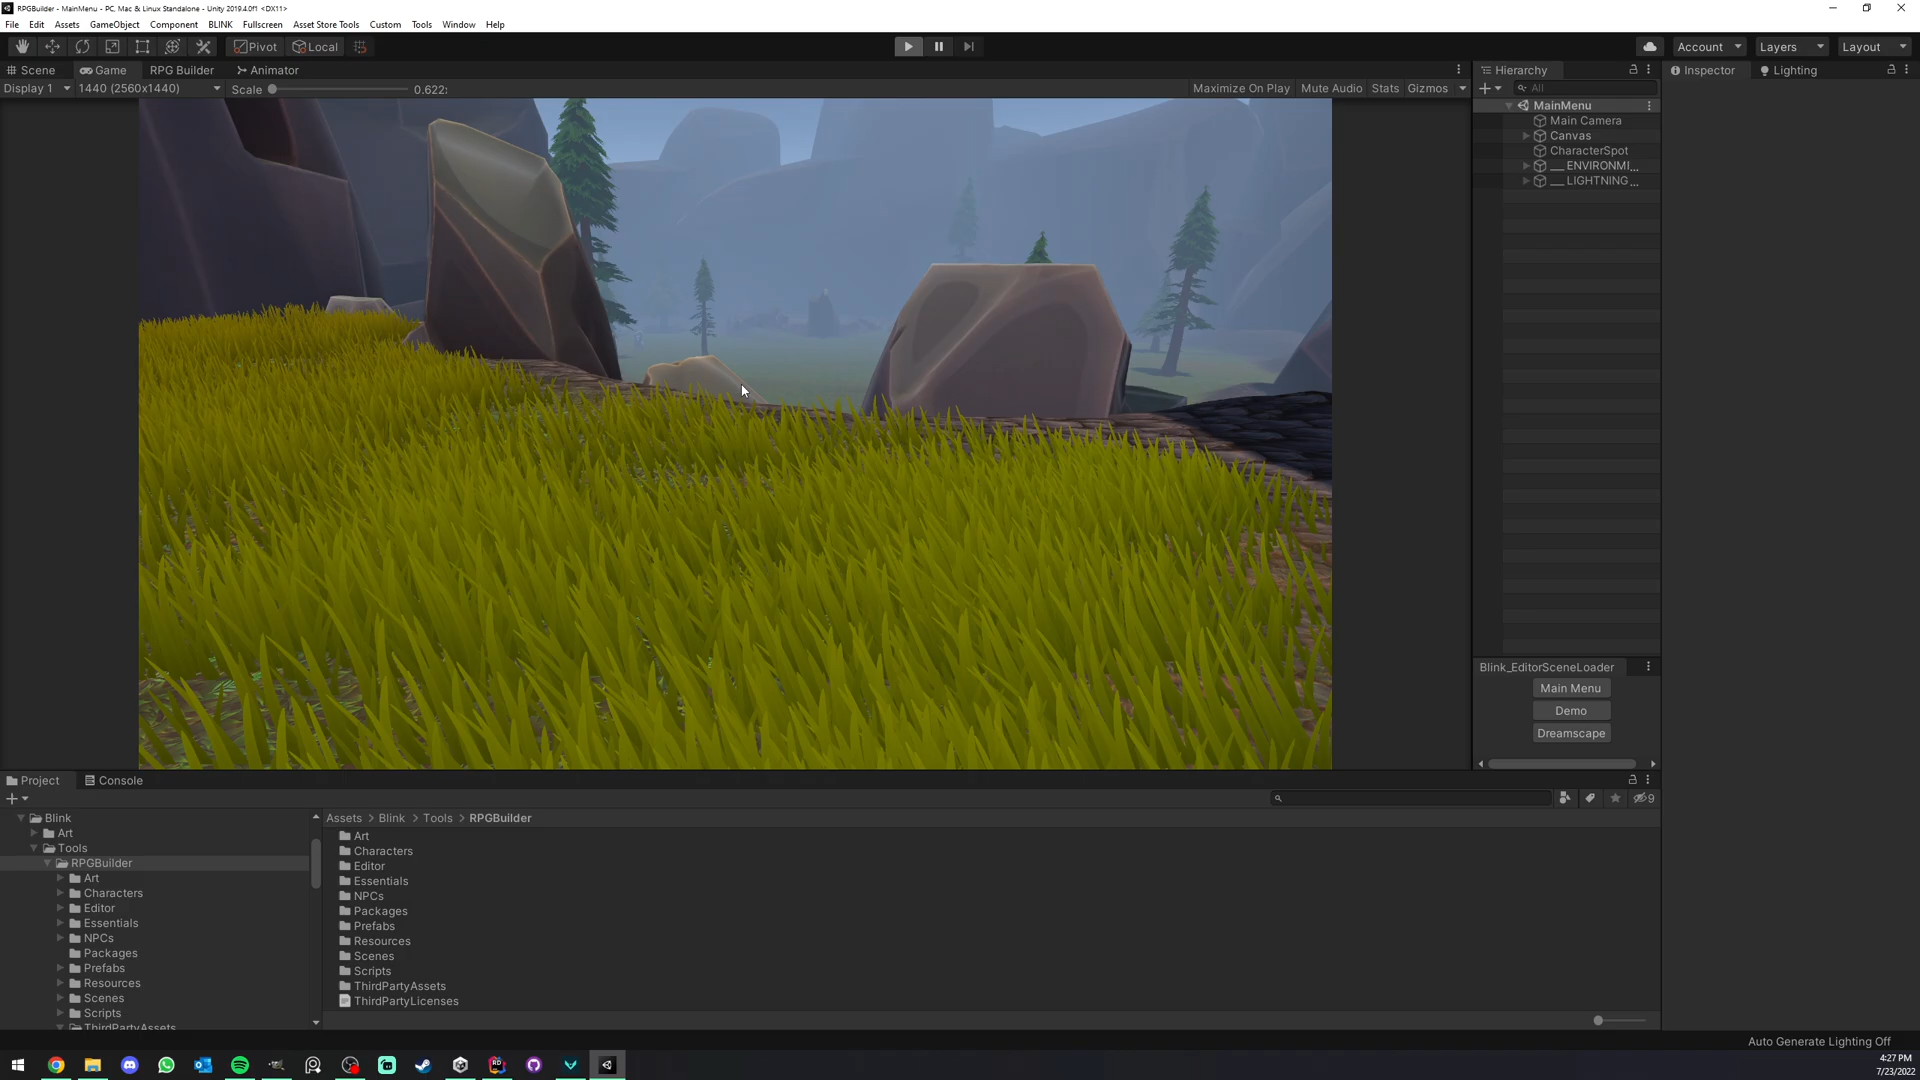 RPGBuilder - MainMenu - PC, Mac & Linux Standalone - Unity 2019.4.0f1 <DX11>
File Edit Assets GameObject Component BLINK Fullscreen Asset Store Tools Custom Tools Window Help
Pivot Local Account Layers Layout
Scene Game RPG Builder Animator
Display 1 1440 (2560x1440) Scale 0.622: Maximize On Play Mute Audio Stats Gizmos
Hierarchy
All
MainMenu
Main Camera
Canvas
CharacterSpot
__ENVIRONMI...
__LIGHTNING...
Inspector Lighting
Blink_EditorSceneLoader
Main Menu
Demo
Dreamscape
Project Console
9
Blink
Art
Tools
RPGBuilder
Art
Characters
Editor
Essentials
NPCs
Packages
Prefabs
Resources
Scenes
Scripts
ThirdPartyAssets
Assets > Blink > Tools > RPGBuilder
Art
Characters
Editor
Essentials
NPCs
Packages
Prefabs
Resources
Scenes
Scripts
ThirdPartyAssets
ThirdPartyLicenses
Auto Generate Lighting Off
4:27 PM
7/23/2022